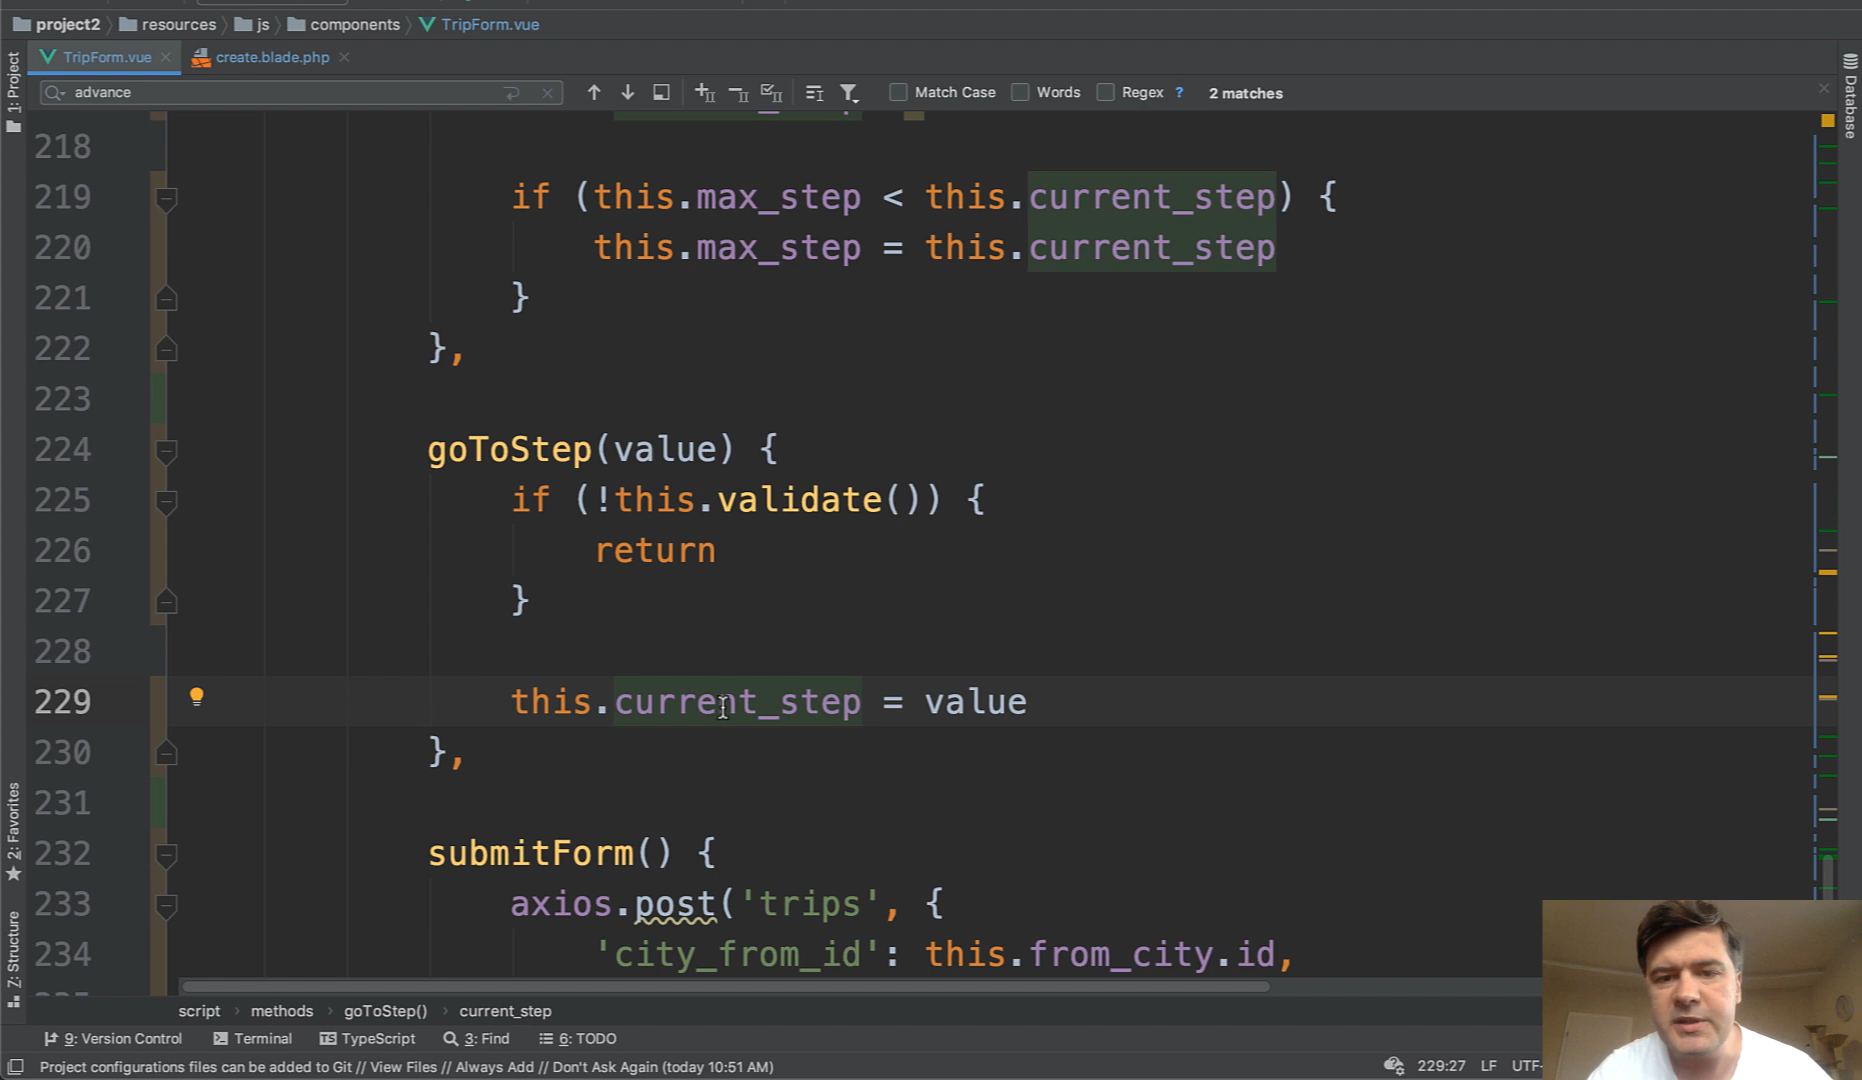 project2 resources js components TripForm.vue
TripForm.vue create.blade.php
advance Match Case Words Regex ? 2 matches
1: Project
Database
218
219 if (this.max_step < this.current_step) {
220 this.max_step = this.current_step
221 }
222 },
223
224 goToStep(value) {
225 if (!this.validate()) {
226 return
227 }
228
229 this.current_step = value
230 },
231
232 submitForm() {
233 axios.post('trips', {
234 'city_from_id': this.from_city.id,
2: Favorites
Z: Structure
script › methods › goToStep() › current_step
9: Version Control Terminal TypeScript 3: Find 6: TODO
Project configurations files can be added to Git // View Files // Always Add // Don't Ask Again (today 10:51 AM) 229:27 LF UTF-